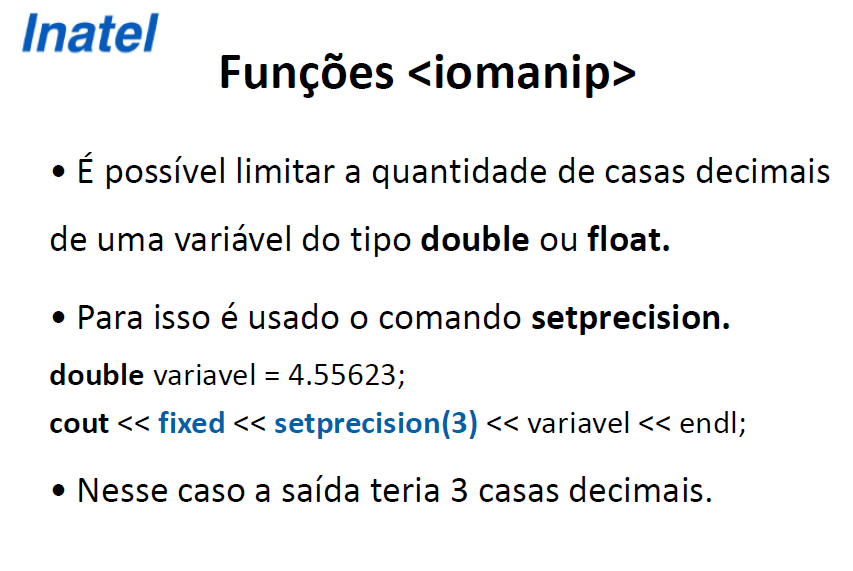 Inatel
Funções <iomanip>
• É possível limitar a quantidade de casas decimais
de uma variável do tipo double ou float.
• Para isso é usado o comando setprecision.
double variavel = 4.55623;
cout << fixed << setprecision(3) << variavel << endl;
• Nesse caso a saída teria 3 casas decimais.